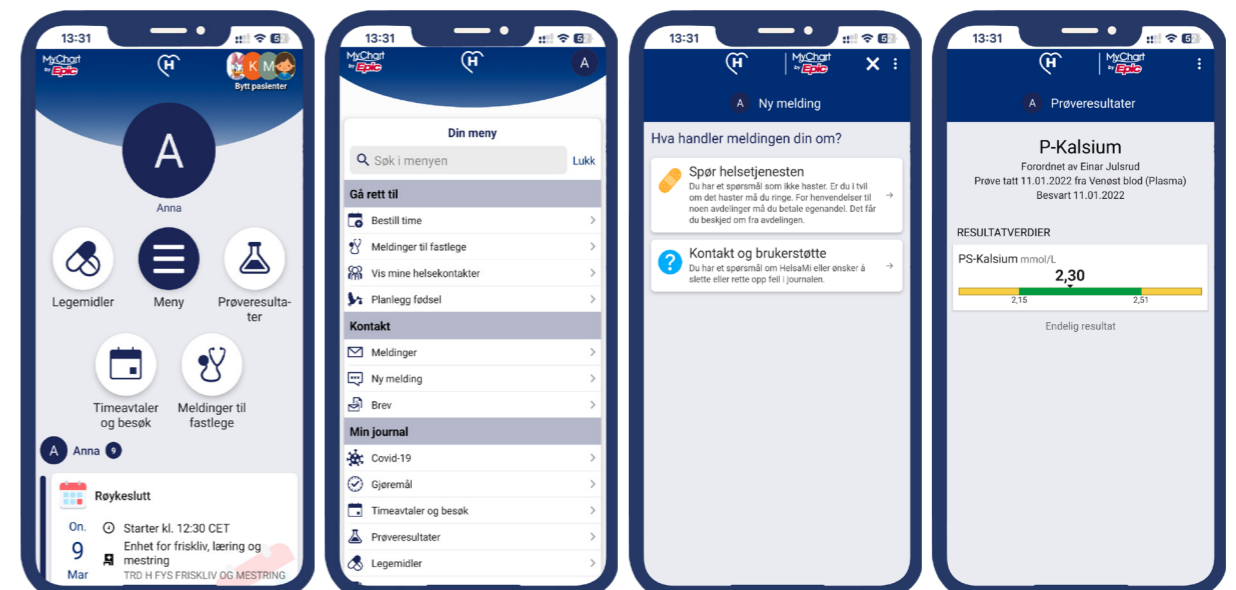 13:31
MyChart
by Epic
H
K M
Bytt pasienter
A
Anna
Legemidler
Meny
Prøveresulta-
ter
Timeavtaler
og besøk
Meldinger til
fastlege
A Anna 9
Røykeslutt
On.
9
Mar
Starter kl. 12:30 CET
Enhet for friskliv, læring og
mestring
TRD H FYS FRISKLIV OG MESTRING
13:31
MyChart
by Epic
H
A
Din meny
Søk i menyen
Lukk
Gå rett til
Bestill time
Meldinger til fastlege
Vis mine helsekontakter
Planlegg fødsel
Kontakt
Meldinger
Ny melding
Brev
Min journal
Covid-19
Gjøremål
Timeavtaler og besøk
Prøveresultater
Legemidler
13:31
H
MyChart
by Epic
A Ny melding
Hva handler meldingen din om?
Spør helsetjenesten
Du har et spørsmål som ikke haster. Er du i tvil
om det haster må du ringe. For henvendelser til
noen avdelinger må du betale egenandel. Det får
du beskjed om fra avdelingen.
Kontakt og brukerstøtte
Du har et spørsmål om HelsaMi eller ønsker å
slette eller rette opp feil i journalen.
13:31
H
MyChart
by Epic
A Prøveresultater
P-Kalsium
Forordnet av Einar Julsrud
Prøve tatt 11.01.2022 fra Venøst blod (Plasma)
Besvart 11.01.2022
RESULTATVERDIER
PS-Kalsium mmol/L
2,30
2,15 2,51
Endelig resultat